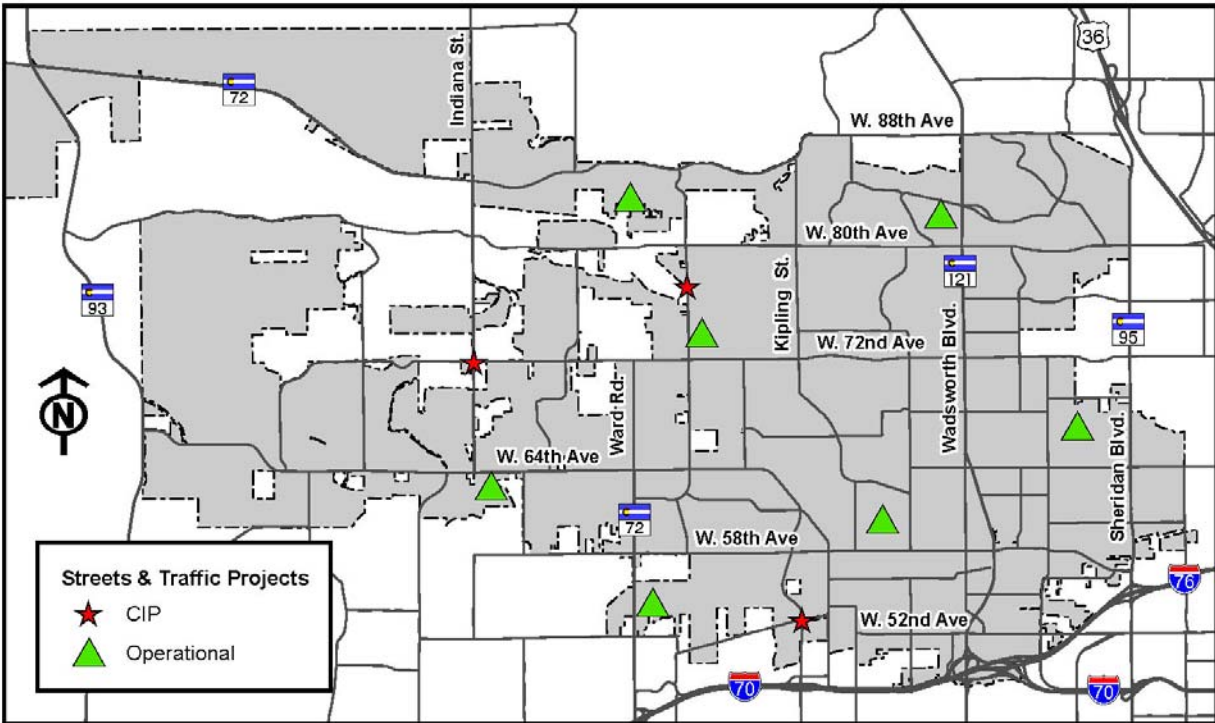 36
72
Indiana St.
W. 88th Ave
W. 80th Ave
121
93
Kipling St.
W. 72nd Ave
Wadsworth Blvd.
95
Ward Rd.
N
W. 64th Ave
Sheridan Blvd.
72
W. 58th Ave
Streets & Traffic Projects
CIP
Operational
76
W. 52nd Ave
70
70